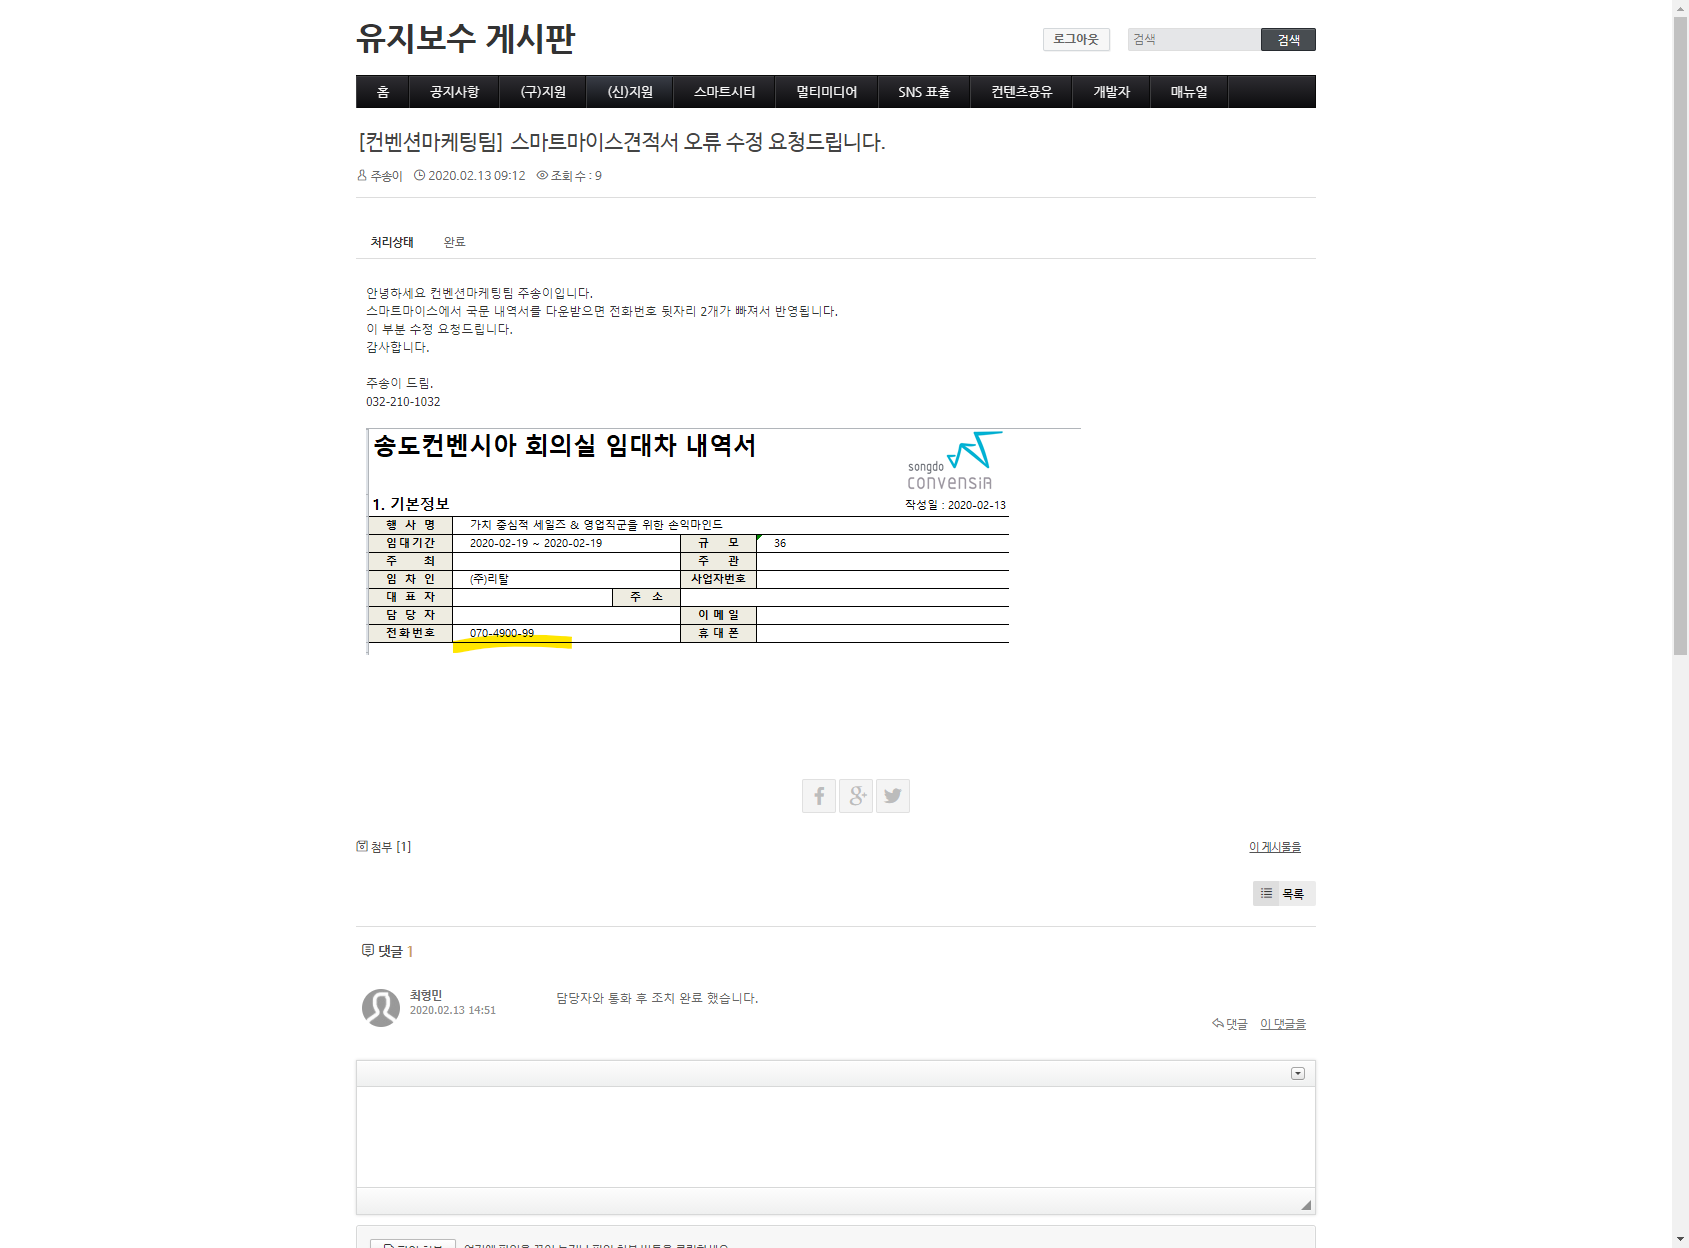 유지보수 게시판
로그아웃 검색 검색
홈 공지사항 (구)지원 (신)지원 스마트시티 멀티미디어 SNS 표출 컨텐츠공유 개발자 매뉴얼
[컨벤션마케팅팀] 스마트마이스견적서 오류 수정 요청드립니다.
주송이 2020.02.13 09:12 조회 수 : 9
처리상태 완료
안녕하세요 컨벤션마케팅팀 주송이입니다.
스마트마이스에서 국문 내역서를 다운받으면 전화번호 뒷자리 2개가 빠져서 반영됩니다.
이 부분 수정 요청드립니다.
감사합니다.
주송이 드림.
032-210-1032
송도컨벤시아 회의실 임대차 내역서
songdo
convensia
1. 기본정보 작성일 : 2020-02-13
행 사 명 가치 중심적 세일즈 & 영업직군을 위한 손익마인드
임대기간 2020-02-19 ~ 2020-02-19 규 모 36
주 최 주 관
임 차 인 (주)리탈 사업자번호
대 표 자 주 소
담 당 자 이 메 일
전화번호 070-4900-99 휴 대 폰
첨부 [1] 이 게시물을
목록
댓글 1
최형민 담당자와 통화 후 조치 완료 했습니다.
2020.02.13 14:51
댓글 이 댓글을